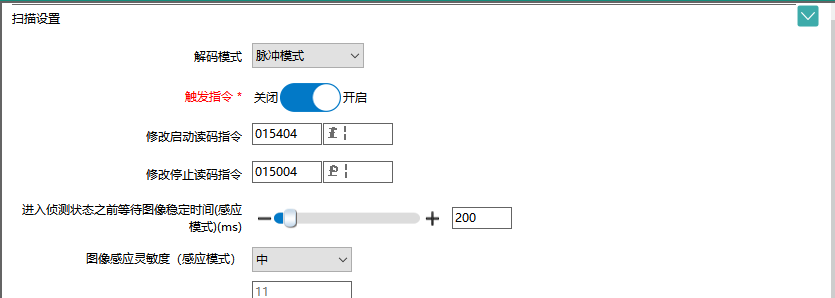 扫描设置
解码模式 脉冲模式
触发指令 * 关闭 开启
修改启动读码指令 015404
修改停止读码指令 015004
进入侦测状态之前等待图像稳定时间(感应
模式)(ms) 200
图像感应灵敏度（感应模式） 中
11